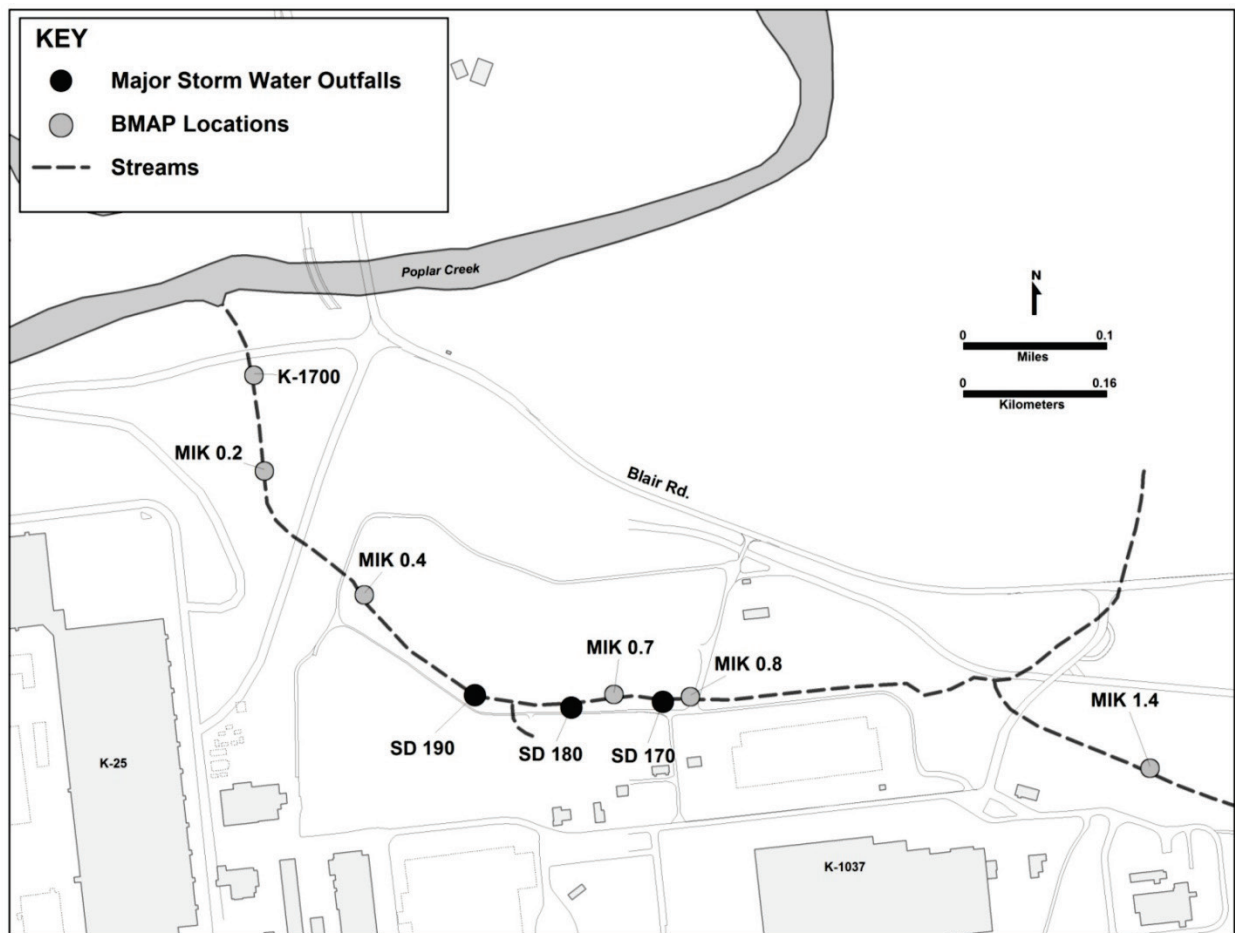 KEY
Major Storm Water Outfalls
BMAP Locations
Streams
Poplar Creek
N
0 0.1
Miles
0 0.16
Kilometers
K-1700
MIK 0.2
Blair Rd.
MIK 0.4
MIK 0.7
MIK 0.8
MIK 1.4
SD 190
SD 180
SD 170
K-25
K-1037